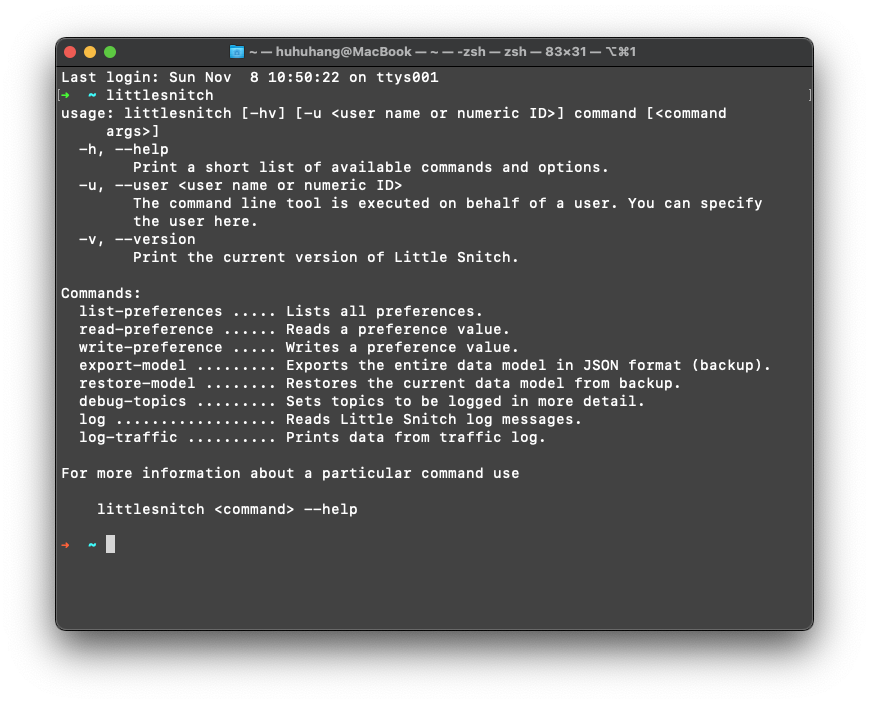 ~ — huhuhang@MacBook — ~ — -zsh — zsh — 83×31 — ⌥⌘1
Last login: Sun Nov  8 10:50:22 on ttys001
[➜  ~ littlesnitch ]
usage: littlesnitch [-hv] [-u <user name or numeric ID>] command [<command
     args>]
  -h, --help
        Print a short list of available commands and options.
  -u, --user <user name or numeric ID>
        The command line tool is executed on behalf of a user. You can specify
        the user here.
  -v, --version
        Print the current version of Little Snitch.

Commands:
  list-preferences ..... Lists all preferences.
  read-preference ...... Reads a preference value.
  write-preference ..... Writes a preference value.
  export-model ......... Exports the entire data model in JSON format (backup).
  restore-model ........ Restores the current data model from backup.
  debug-topics ......... Sets topics to be logged in more detail.
  log .................. Reads Little Snitch log messages.
  log-traffic .......... Prints data from traffic log.

For more information about a particular command use

    littlesnitch <command> --help

➜  ~